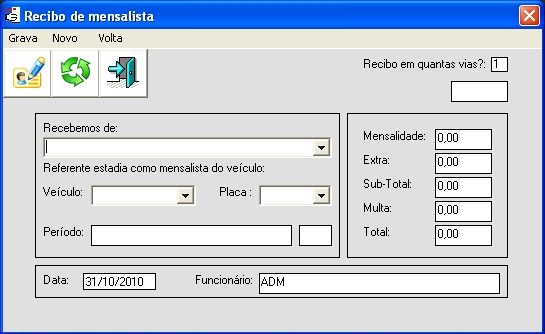 Recibo de mensalista
Grava Novo Volta
Recibo em quantas vias?: 1
Recebemos de:
Referente estadia como mensalista do veículo:
Veículo: Placa :
Período:
Mensalidade: 0,00
Extra: 0,00
Sub-Total: 0,00
Multa: 0,00
Total: 0,00
Data: 31/10/2010 Funcionário: ADM